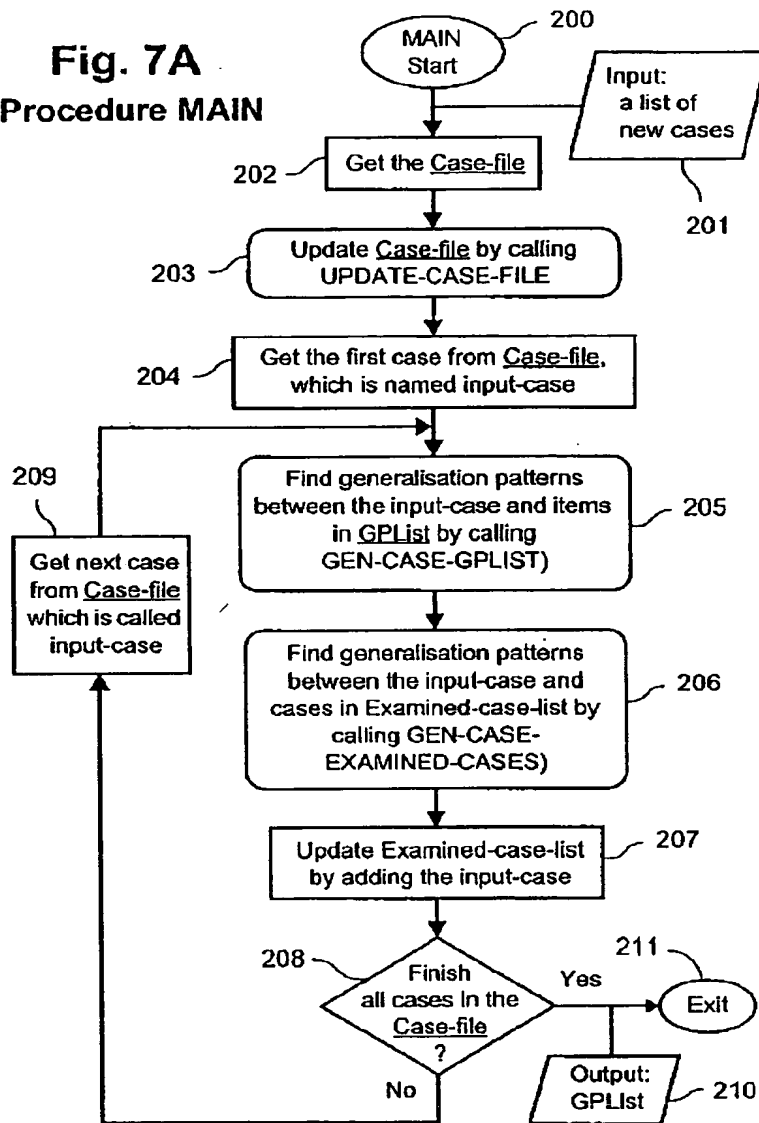 Fig. 7A
Procedure MAIN
MAIN
Start
200
Input:
a list of
new cases
201
202
Get the Case-file
203
Update Case-file by calling
UPDATE-CASE-FILE
204
Get the first case from Case-file,
which is named input-case
209
Get next case
from Case-file
which is called
input-case
Find generalisation patterns
between the input-case and items
in GPList by calling
GEN-CASE-GPLIST)
205
Find generalisation patterns
between the input-case and
cases in Examined-case-list by
calling GEN-CASE-
EXAMINED-CASES)
206
Update Examined-case-list
by adding the input-case
207
208
Finish
all cases in the
Case-file
?
Yes
No
211
Exit
Output:
GPList
210